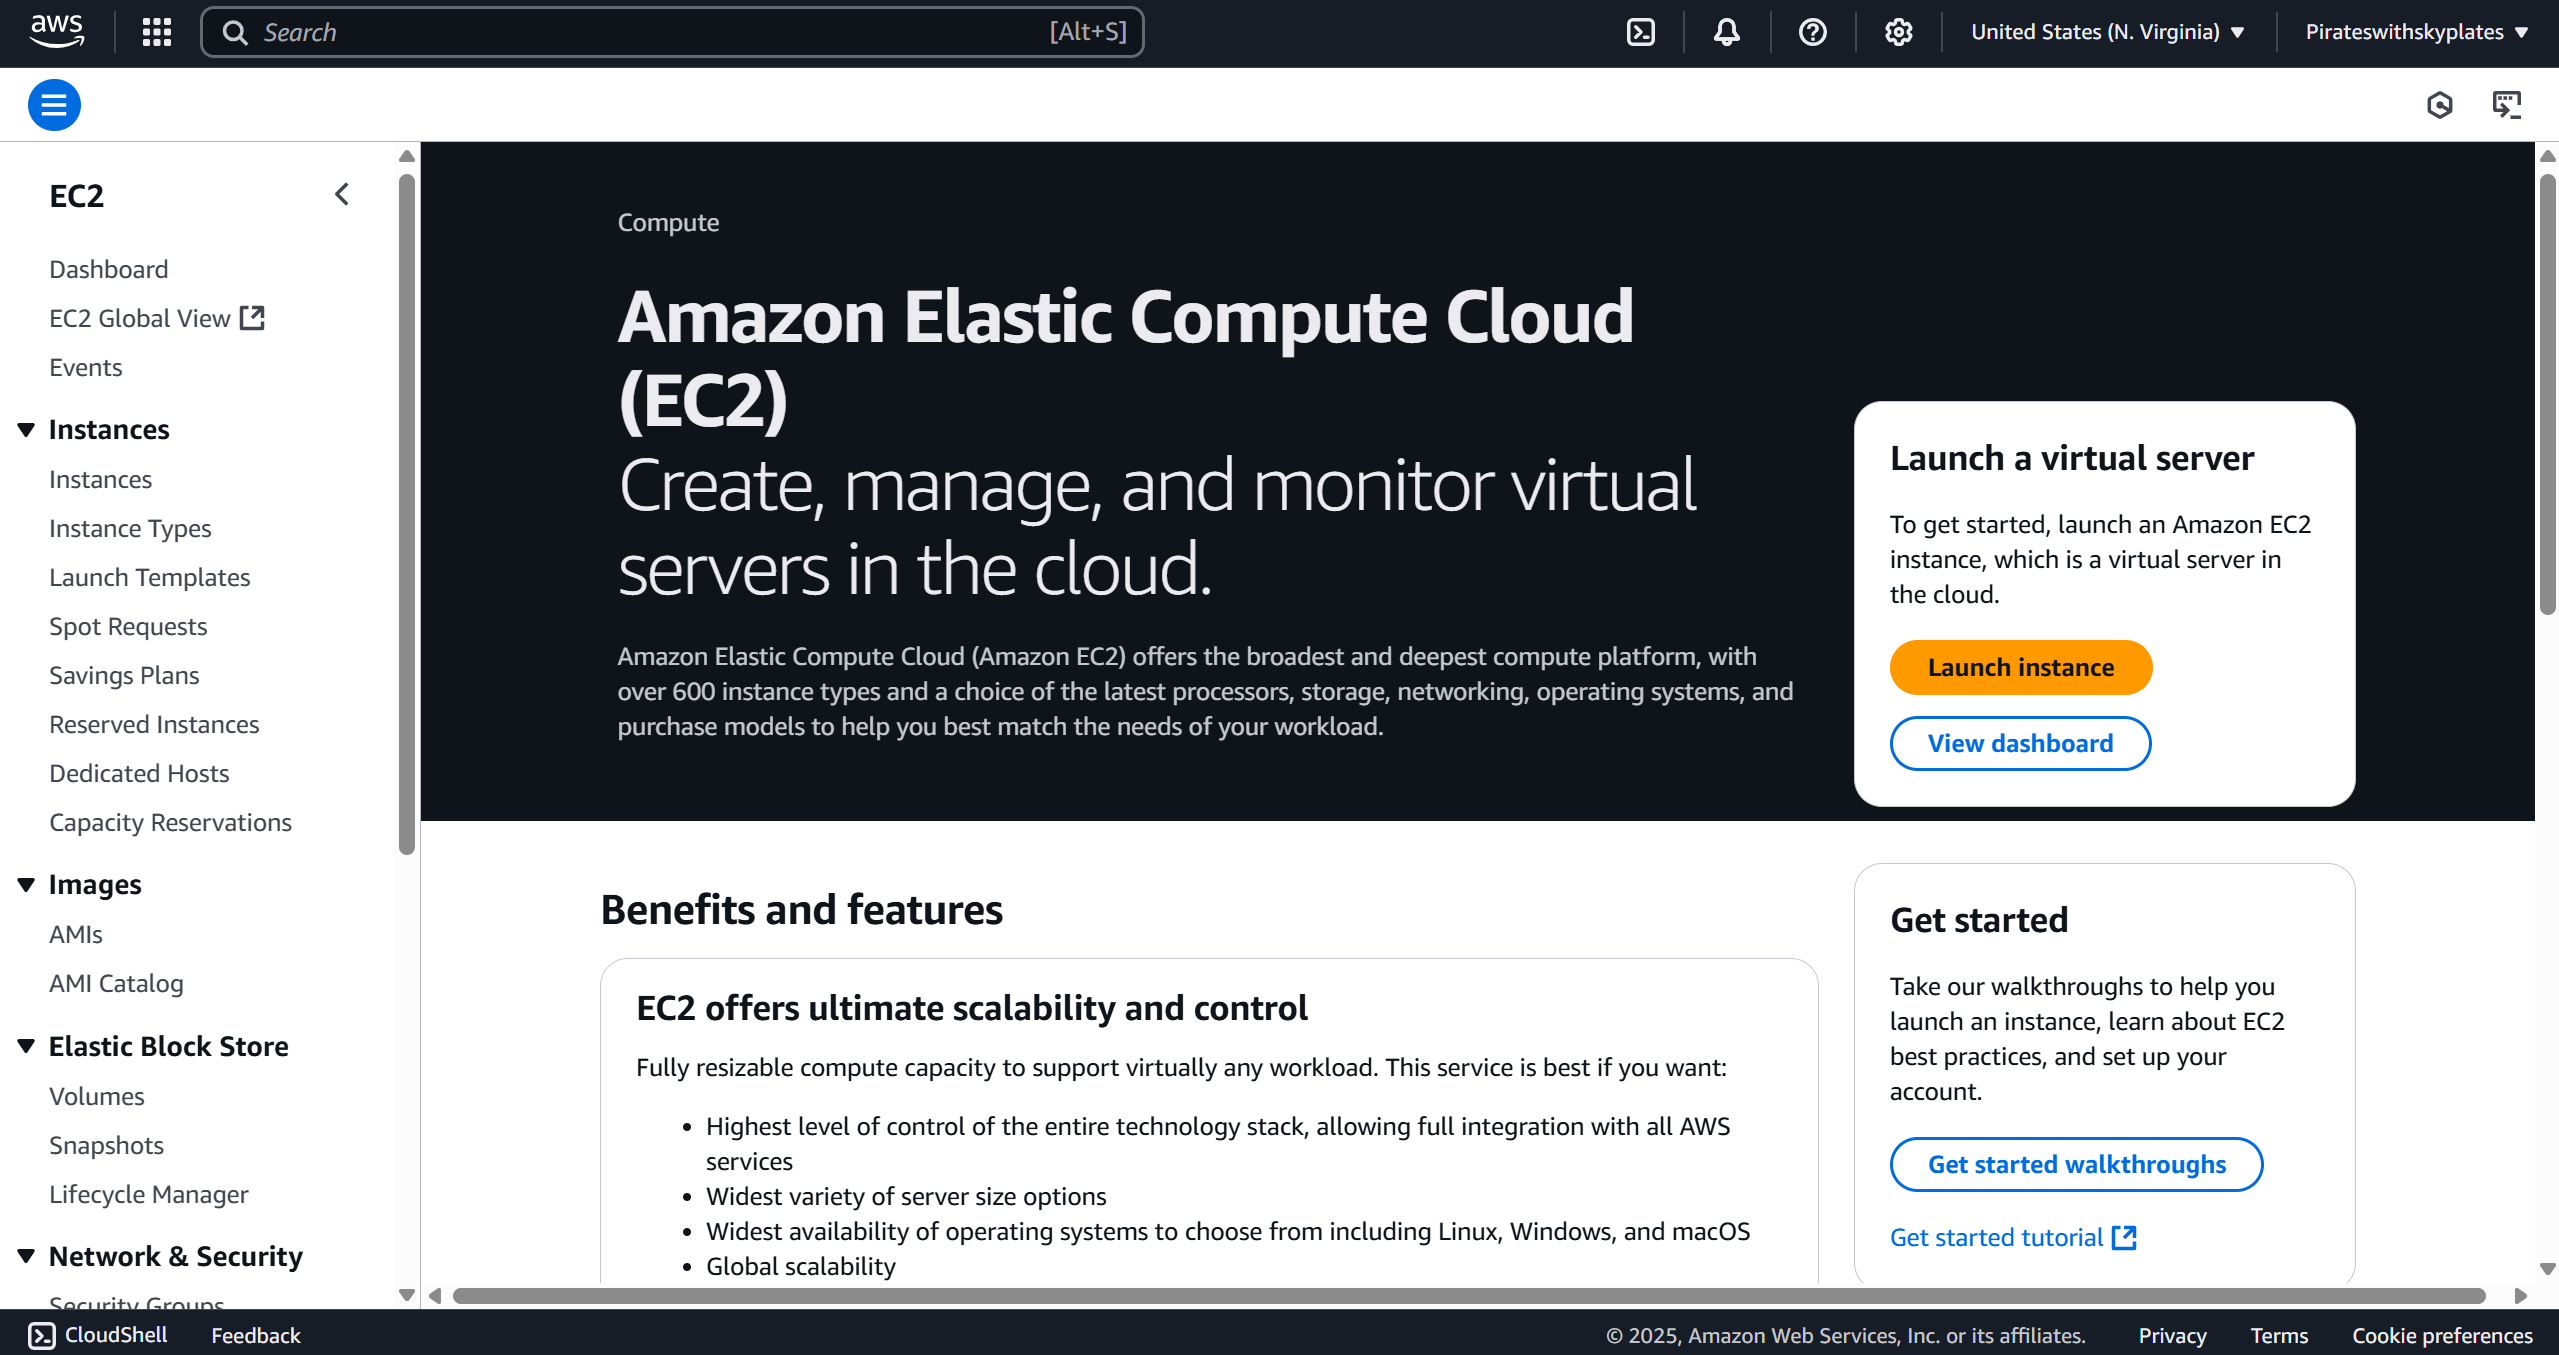 aws
Search
[Alt+S]
United States (N. Virginia)
Pirateswithskyplates
EC2
Dashboard
EC2 Global View
Events
Instances
Instances
Instance Types
Launch Templates
Spot Requests
Savings Plans
Reserved Instances
Dedicated Hosts
Capacity Reservations
Images
AMIs
AMI Catalog
Elastic Block Store
Volumes
Snapshots
Lifecycle Manager
Network & Security
Security Groups
Compute
Amazon Elastic Compute Cloud
(EC2)
Create, manage, and monitor virtual
servers in the cloud.
Amazon Elastic Compute Cloud (Amazon EC2) offers the broadest and deepest compute platform, with
over 600 instance types and a choice of the latest processors, storage, networking, operating systems, and
purchase models to help you best match the needs of your workload.
Launch a virtual server
To get started, launch an Amazon EC2
instance, which is a virtual server in
the cloud.
Launch instance
View dashboard
Benefits and features
EC2 offers ultimate scalability and control
Fully resizable compute capacity to support virtually any workload. This service is best if you want:
• Highest level of control of the entire technology stack, allowing full integration with all AWS
services
• Widest variety of server size options
• Widest availability of operating systems to choose from including Linux, Windows, and macOS
• Global scalability
Get started
Take our walkthroughs to help you
launch an instance, learn about EC2
best practices, and set up your
account.
Get started walkthroughs
Get started tutorial
CloudShell
Feedback
© 2025, Amazon Web Services, Inc. or its affiliates.
Privacy
Terms
Cookie preferences